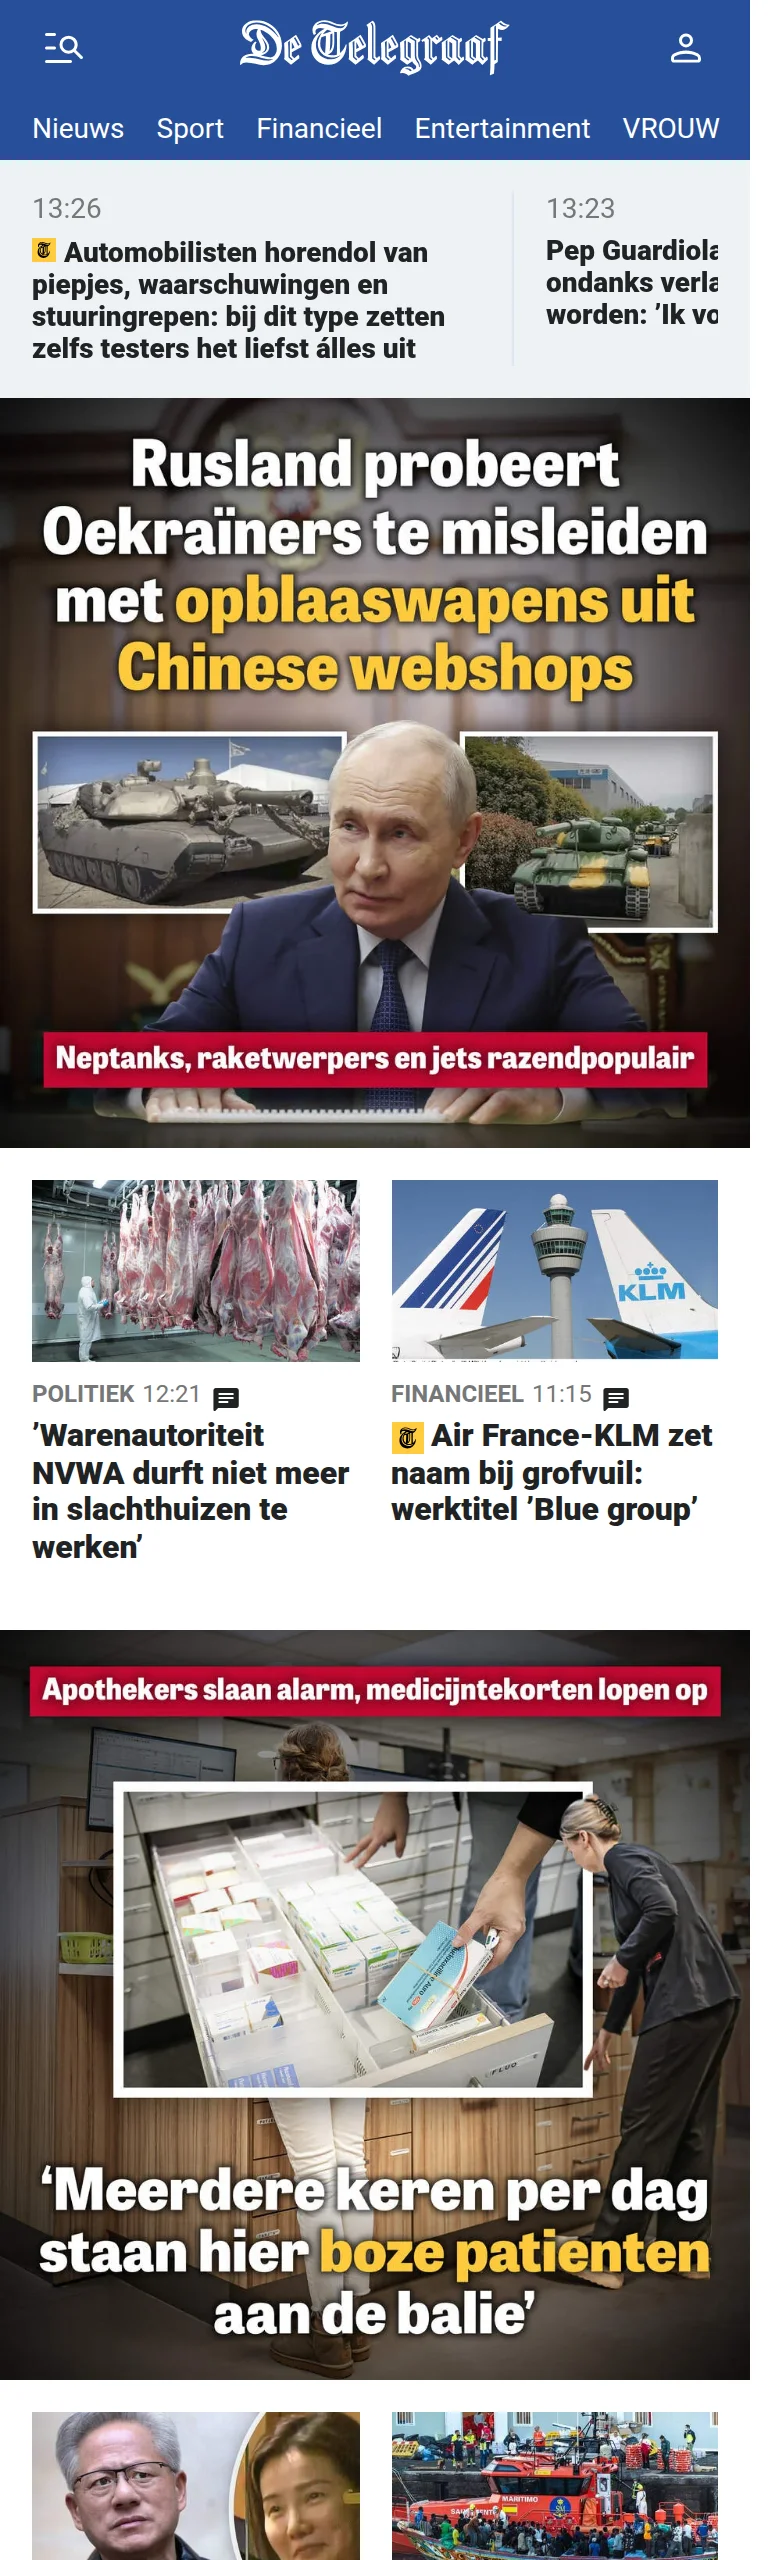 De Telegraaf
Nieuws Sport Financieel Entertainment VROUW
13:26
Automobilisten horendol van
piepjes, waarschuwingen en
stuuringrepen: bij dit type zetten
zelfs testers het liefst álles uit
13:23
Pep Guardiola
ondanks verla
worden: ’Ik vo
Rusland probeert
Oekraïners te misleiden
met opblaaswapens uit
Chinese webshops
Neptanks, raketwerpers en jets razendpopulair
KLM
POLITIEK 12:21
’Warenautoriteit
NVWA durft niet meer
in slachthuizen te
werken’
FINANCIEEL 11:15
Air France-KLM zet
naam bij grofvuil:
werktitel ’Blue group’
Apothekers slaan alarm, medicijntekorten lopen op
FLUO
‘Meerdere keren per dag
staan hier boze patienten
aan de balie’
MARITIMO